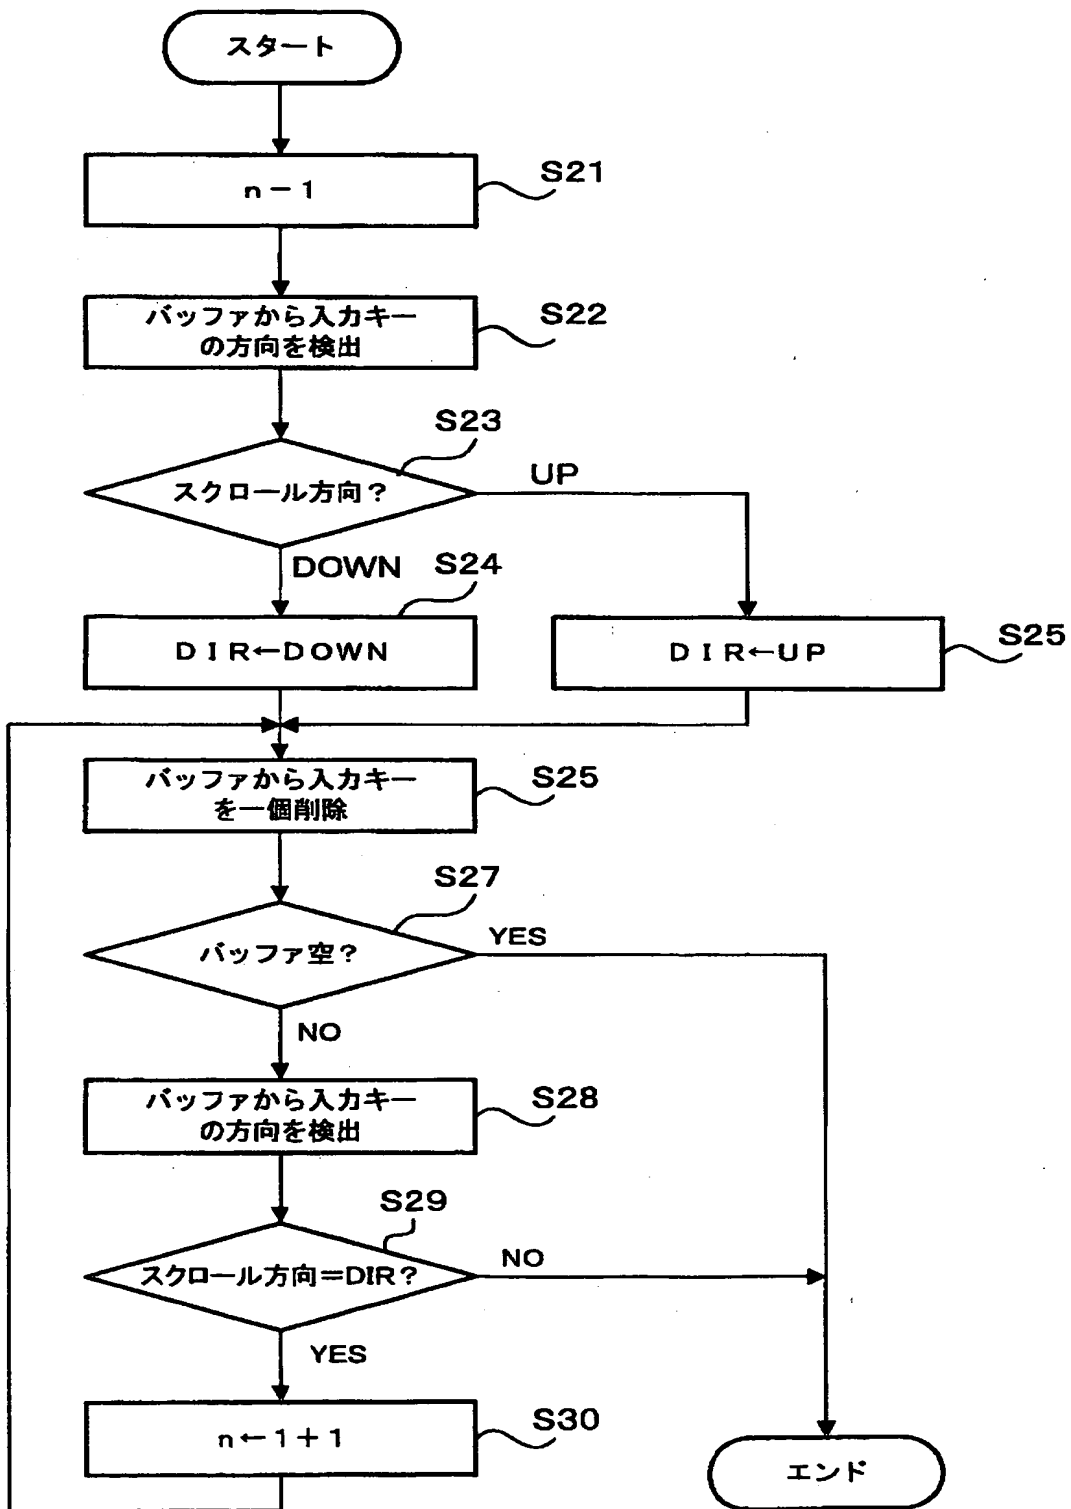 スタート
n－1
S21
バッファから入力キー
の方向を検出
S22
S23
スクロール方向？
UP
DOWN
S24
DIR←DOWN
DIR←UP
S25
バッファから入力キー
を一個削除
S25
S27
バッファ空？
YES
NO
バッファから入力キー
の方向を検出
S28
S29
スクロール方向＝DIR？
NO
YES
n←1+1
S30
エンド